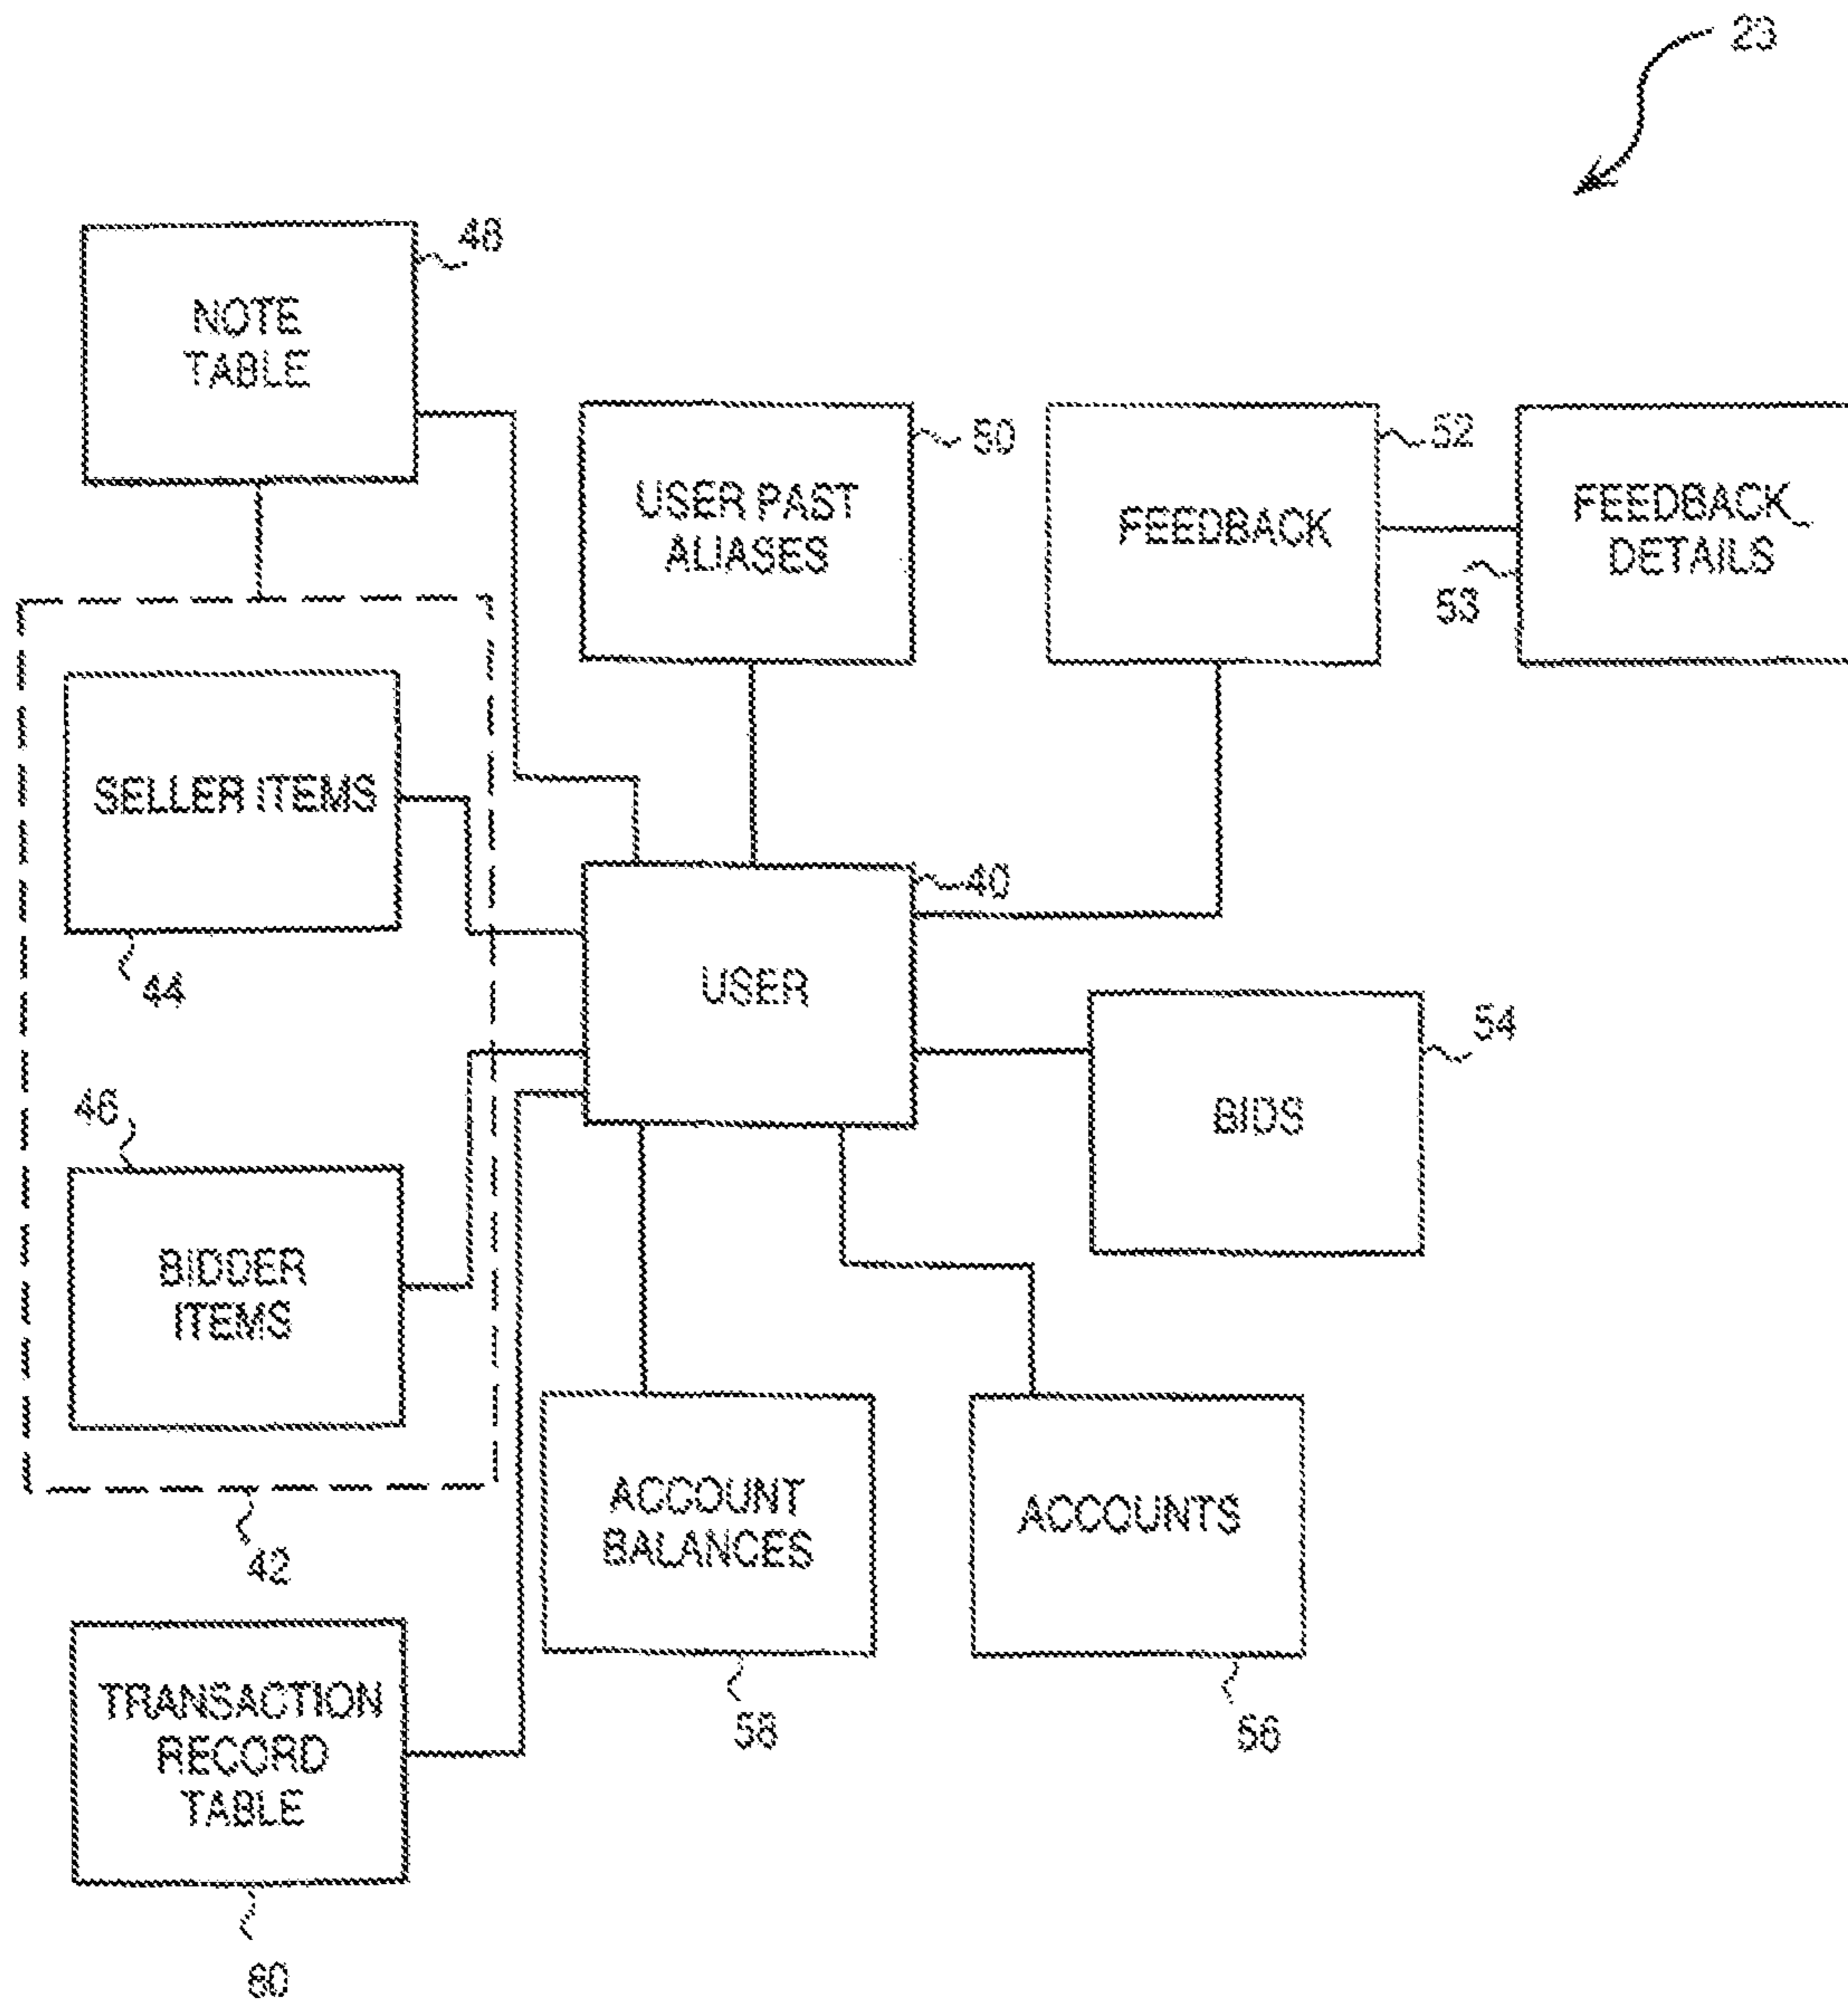 23
48
NOTE
TABLE
50
USER PAST
ALIASES
52
FEEDBACK
FEEDBACK_
DETAILS
53
SELLER ITEMS
44
40
USER
54
BIDS
46
BIDDER
ITEMS
42
ACCOUNT
BALANCES
58
ACCOUNTS
56
TRANSACTION
RECORD
TABLE
60